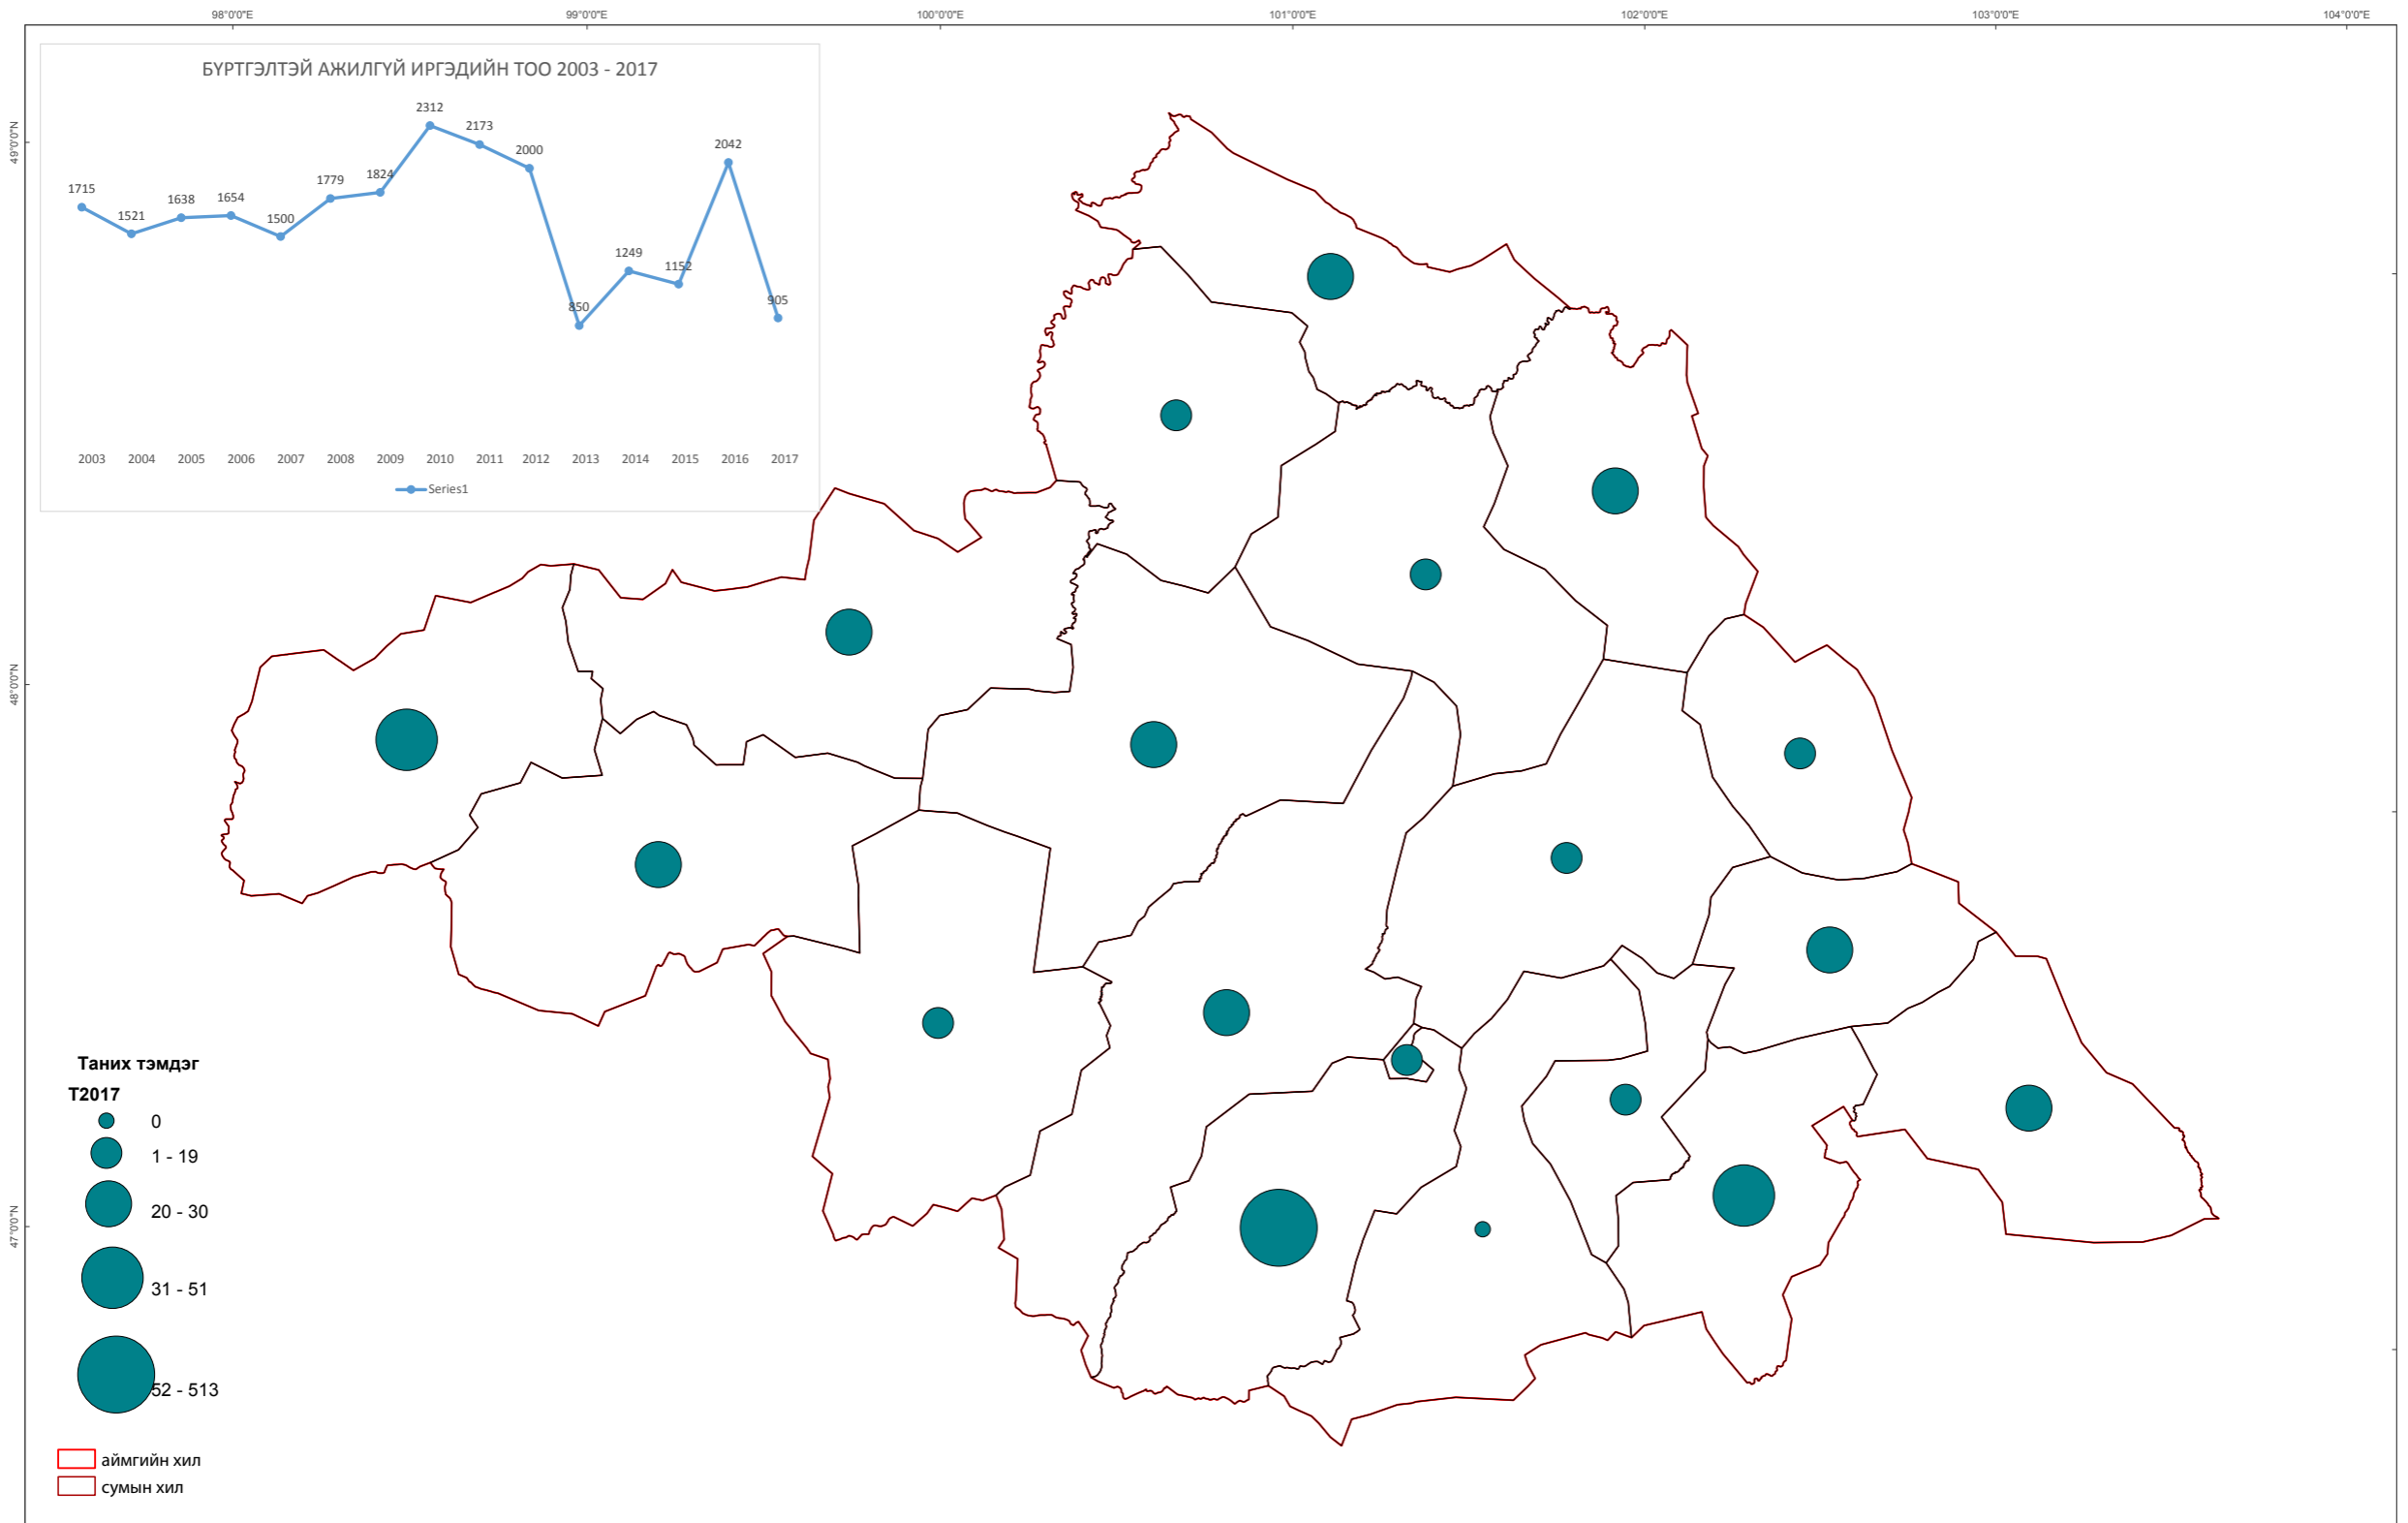 98°0'0"E 99°0'0"E 100°0'0"E 101°0'0"E 102°0'0"E 103°0'0"E 104°0'0"E
БҮРТГЭЛТЭЙ АЖИЛГҮЙ ИРГЭДИЙН ТОО 2003 - 2017
1715 1521 1638 1654 1500 1779 1824 2312 2173 2000 850 1249 1152 2042 905
2003 2004 2005 2006 2007 2008 2009 2010 2011 2012 2013 2014 2015 2016 2017
Series1
49°0'0"N
48°0'0"N
47°0'0"N
Таних тэмдэг
T2017
0
1 - 19
20 - 30
31 - 51
52 - 513
аймгийн хил
сумын хил